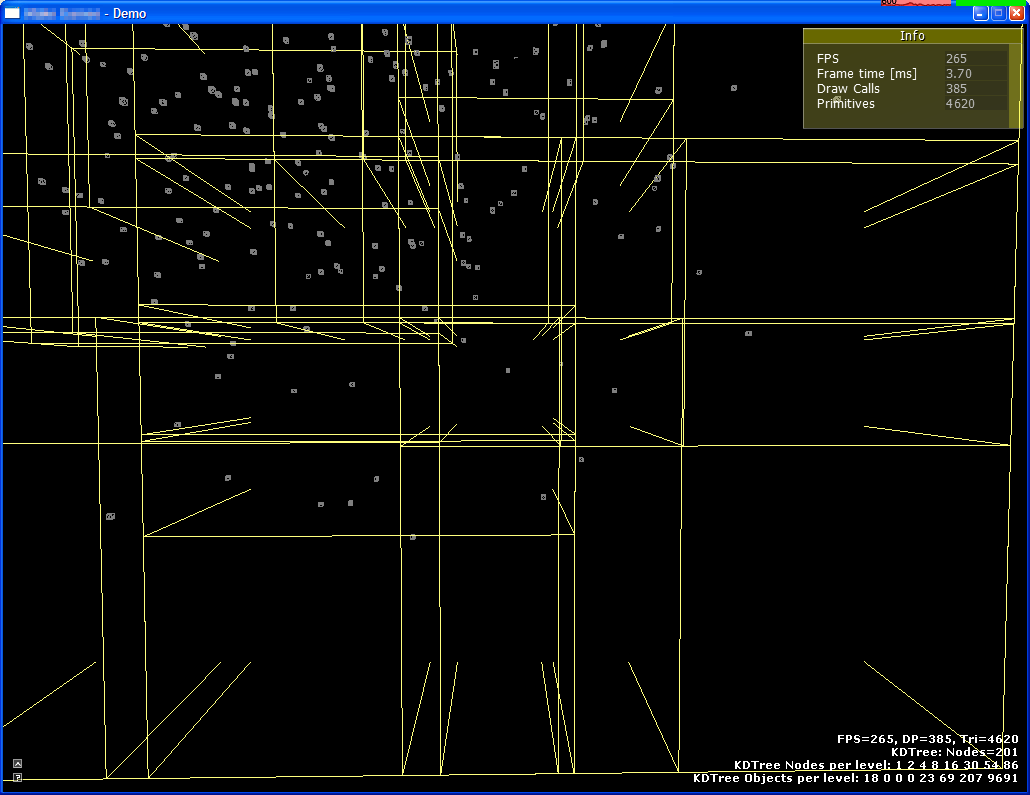 - Demo
800
Info
FPS 265
Frame time [ms] 3.70
Draw Calls 385
Primitives 4620
FPS=265, DP=385, Tri=4620
KDTree: Nodes=201
KDTree Nodes per level: 1 2 4 8 16 30 54 86
KDTree Objects per level: 18 0 0 0 23 69 207 9691
?